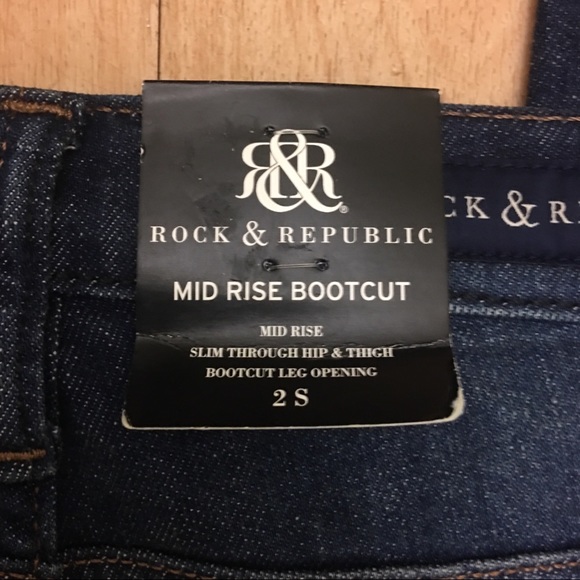 R&R®
ROCK & REPUBLIC
MID RISE BOOTCUT
MID RISE
SLIM THROUGH HIP & THIGH
BOOTCUT LEG OPENING
2 S
CK & R